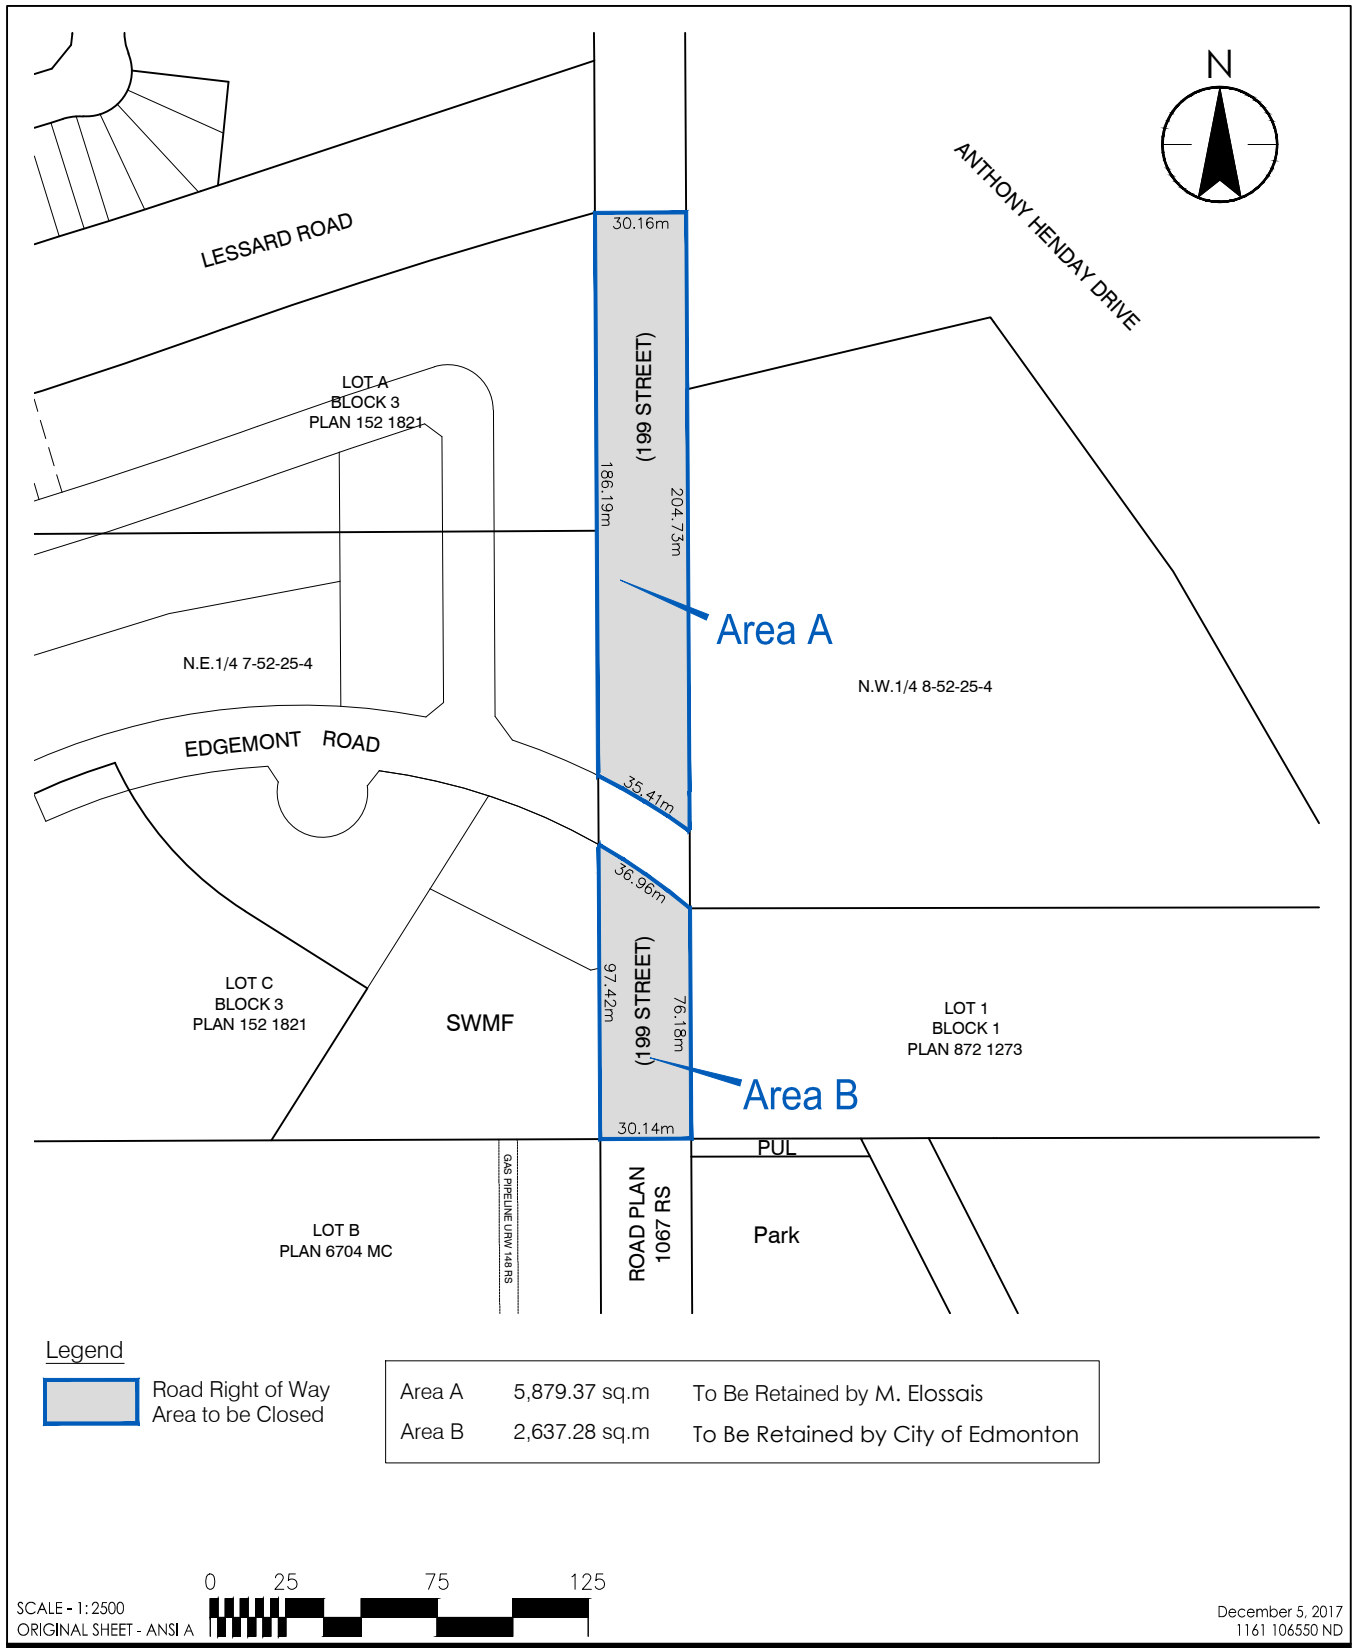 N
ANTHONY HENDAY DRIVE
LESSARD ROAD
30.16m
(199 STREET)
LOT A
BLOCK 3
PLAN 152 1821
186.19m
204.73m
Area A
N.E.1/4 7-52-25-4
N.W.1/4 8-52-25-4
EDGEMONT ROAD
35.41m
36.96m
(199 STREET)
97.42m
76.18m
LOT C
BLOCK 3
PLAN 152 1821
SWMF
LOT 1
BLOCK 1
PLAN 872 1273
Area B
30.14m
PUL
GAS PIPELINE URW 148 RS
ROAD PLAN
1067 RS
LOT B
PLAN 6704 MC
Park
Legend
Road Right of Way
Area to be Closed
Area A 5,879.37 sq.m To Be Retained by M. Elossais
Area B 2,637.28 sq.m To Be Retained by City of Edmonton
0 25 75 125
SCALE - 1:2500
ORIGINAL SHEET - ANSI A
December 5, 2017
1161 106550 ND